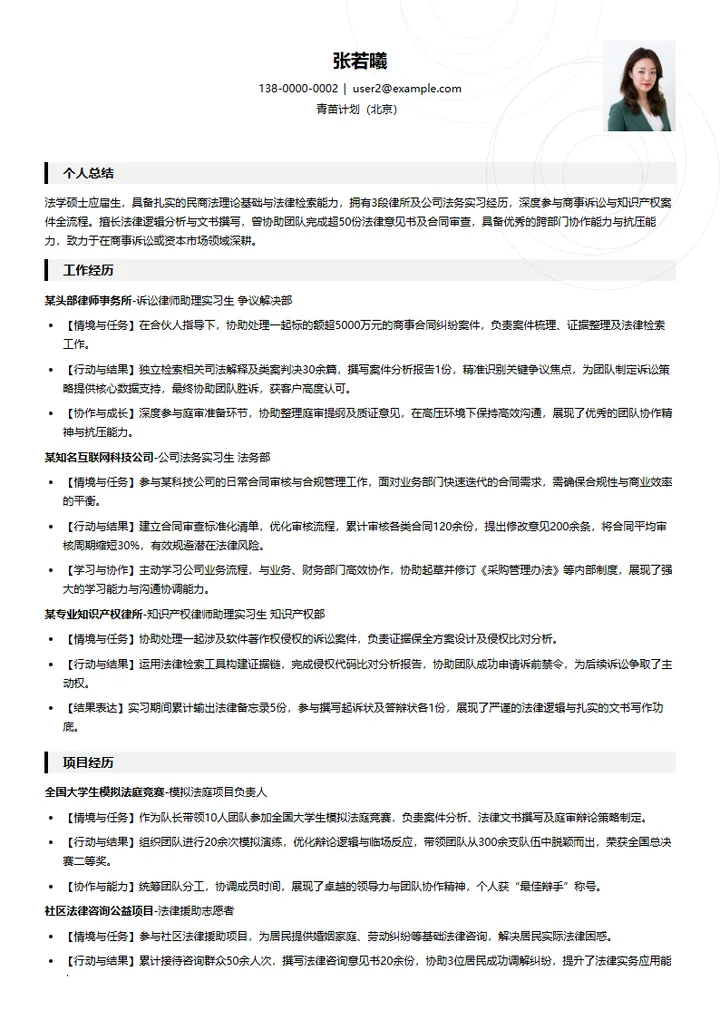 张若曦
138-0000-0002 | user2@example.com
青苗计划（北京）
个人总结
法学硕士应届生，具备扎实的民商法理论基础与法律检索能力，拥有3段律所及公司法务实习经历，深度参与商事诉讼与知识产权案
件全流程。擅长法律逻辑分析与文书撰写，曾协助团队完成超50份法律意见书及合同审查，具备优秀的跨部门协作能力与抗压能
力，致力于在商事诉讼或资本市场领域深耕。
工作经历
某头部律师事务所-诉讼律师助理实习生 争议解决部
• 【情境与任务】在合伙人指导下，协助处理一起标的额超5000万元的商事合同纠纷案件，负责案件梳理、证据整理及法律检索
工作。
• 【行动与结果】独立检索相关司法解释及类案判决30余篇，撰写案件分析报告1份，精准识别关键争议焦点，为团队制定诉讼策
略提供核心数据支持，最终协助团队胜诉，获客户高度认可。
• 【协作与成长】深度参与庭审准备环节，协助整理庭审提纲及质证意见，在高压环境下保持高效沟通，展现了优秀的团队协作精
神与抗压能力。
某知名互联网科技公司-公司法务实习生 法务部
• 【情境与任务】参与某科技公司的日常合同审核与合规管理工作，面对业务部门快速迭代的合同需求，需确保合规性与商业效率
的平衡。
• 【行动与结果】建立合同审查标准化清单，优化审核流程，累计审核各类合同120余份，提出修改意见200余条，将合同平均审
核周期缩短30%，有效规避潜在法律风险。
• 【学习与协作】主动学习公司业务流程，与业务、财务部门高效协作，协助起草并修订《采购管理办法》等内部制度，展现了强
大的学习能力与沟通协调能力。
某专业知识产权律所-知识产权律师助理实习生 知识产权部
• 【情境与任务】协助处理一起涉及软件著作权侵权的诉讼案件，负责证据保全方案设计及侵权比对分析。
• 【行动与结果】运用法律检索工具构建证据链，完成侵权代码比对分析报告，协助团队成功申请诉前禁令，为后续诉讼争取了主
动权。
• 【结果表达】实习期间累计输出法律备忘录5份，参与撰写起诉状及答辩状各1份，展现了严谨的法律逻辑与扎实的文书写作功
底。
项目经历
全国大学生模拟法庭竞赛-模拟法庭项目负责人
• 【情境与任务】作为队长带领10人团队参加全国大学生模拟法庭竞赛，负责案件分析、法律文书撰写及庭审辩论策略制定。
• 【行动与结果】组织团队进行20余次模拟演练，优化辩论逻辑与临场反应，带领团队从300余支队伍中脱颖而出，荣获全国总决
赛二等奖。
• 【协作与能力】统筹团队分工，协调成员时间，展现了卓越的领导力与团队协作精神，个人获“最佳辩手”称号。
社区法律咨询公益项目-法律援助志愿者
• 【情境与任务】参与社区法律援助项目，为居民提供婚姻家庭、劳动纠纷等基础法律咨询，解决居民实际法律困惑。
• 【行动与结果】累计接待咨询群众50余人次，撰写法律咨询意见书20余份，协助3位居民成功调解纠纷，提升了法律实务应用能